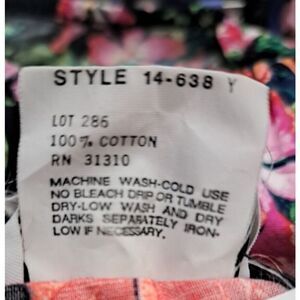 STYLE 14-638 Y
LOT 286
100% COTTON
RN 31310
MACHINE WASH-COLD USE
NO BLEACH DRIP OR TUMBLE
DRY-LOW WASH AND DRY
DARKS SEPARATELY IRON-
LOW IF NECESSARY.